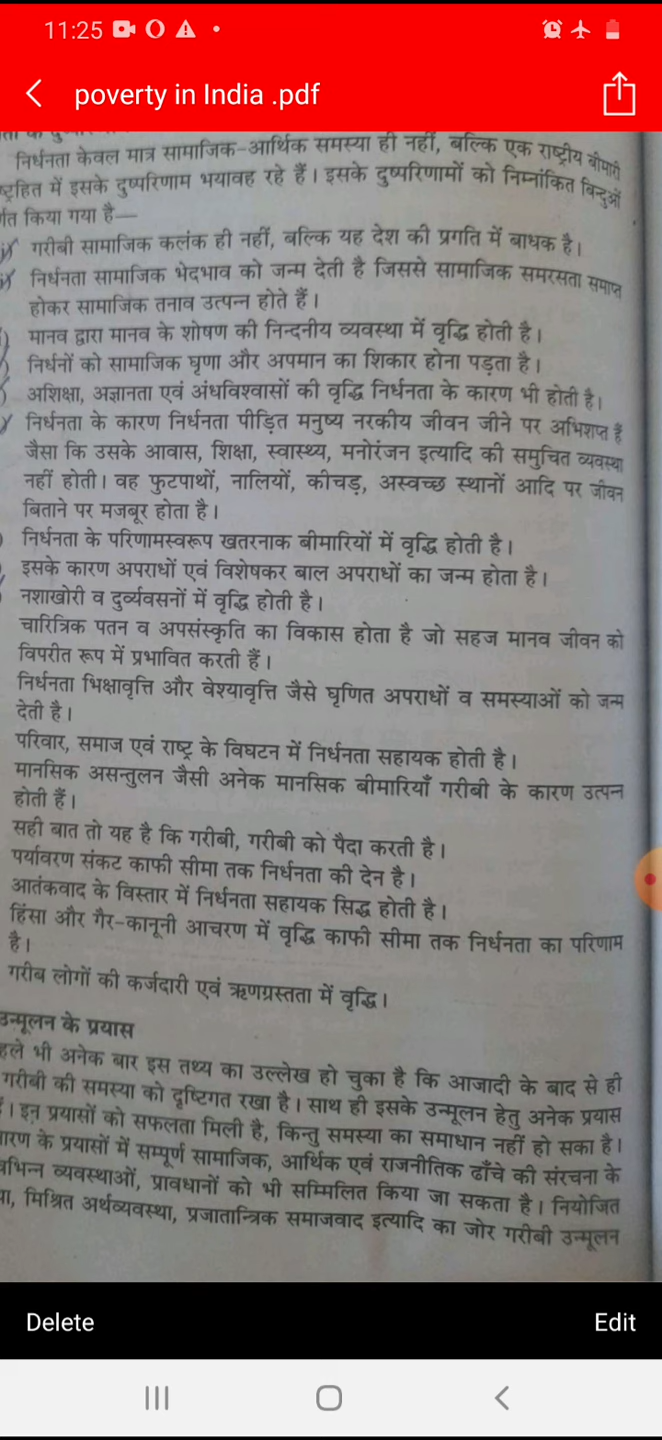 11:25
poverty in India .pdf
निर्धनता केवल मात्र सामाजिक-आर्थिक समस्या ही नहीं, बल्कि एक राष्ट्रीय बीमारी
में इसके दुष्परिणाम भयावह रहे हैं। इसके दुष्परिणामों को निम्नांकित बिन्दुओं
किया गया है—
गरीबी सामाजिक कलंक ही नहीं, बल्कि यह देश की प्रगति में बाधक है।
निर्धनता सामाजिक भेदभाव को जन्म देती है जिससे सामाजिक समरसता समाप्त
होकर सामाजिक तनाव उत्पन्न होते हैं।
मानव द्वारा मानव के शोषण की निन्दनीय व्यवस्था में वृद्धि होती है।
निर्धनों को सामाजिक घृणा और अपमान का शिकार होना पड़ता है।
अशिक्षा, अज्ञानता एवं अंधविश्वासों की वृद्धि निर्धनता के कारण भी होती है।
निर्धनता के कारण निर्धनता पीड़ित मनुष्य नरकीय जीवन जीने पर अभिशप्त है
जैसा कि उसके आवास, शिक्षा, स्वास्थ्य, मनोरंजन इत्यादि की समुचित व्यवस्था
नहीं होती। वह फुटपाथों, नालियों, कीचड़, अस्वच्छ स्थानों आदि पर जीवन
बिताने पर मजबूर होता है।
निर्धनता के परिणामस्वरूप खतरनाक बीमारियों में वृद्धि होती है।
इसके कारण अपराधों एवं विशेषकर बाल अपराधों का जन्म होता है।
नशाखोरी व दुर्व्यवसनों में वृद्धि होती है।
चारित्रिक पतन व अपसंस्कृति का विकास होता है जो सहज मानव जीवन को
विपरीत रूप में प्रभावित करती हैं।
निर्धनता भिक्षावृत्ति और वेश्यावृत्ति जैसे घृणित अपराधों व समस्याओं को जन्म
देती है।
परिवार, समाज एवं राष्ट्र के विघटन में निर्धनता सहायक होती है।
मानसिक असन्तुलन जैसी अनेक मानसिक बीमारियाँ गरीबी के कारण उत्पन्न
होती हैं।
सही बात तो यह है कि गरीबी, गरीबी को पैदा करती है।
पर्यावरण संकट काफी सीमा तक निर्धनता की देन है।
आतंकवाद के विस्तार में निर्धनता सहायक सिद्ध होती है।
हिंसा और गैर-कानूनी आचरण में वृद्धि काफी सीमा तक निर्धनता का परिणाम
है।
गरीब लोगों की कर्जदारी एवं ऋणग्रस्तता में वृद्धि।
उन्मूलन के प्रयास
हले भी अनेक बार इस तथ्य का उल्लेख हो चुका है कि आजादी के बाद से ही
गरीबी की समस्या को दृष्टिगत रखा है। साथ ही इसके उन्मूलन हेतु अनेक प्रयास
। इन प्रयासों को सफलता मिली है, किन्तु समस्या का समाधान नहीं हो सका है।
ारण के प्रयासों में सम्पूर्ण सामाजिक, आर्थिक एवं राजनीतिक ढाँचे की संरचना के
व्यवस्थाओं, प्रावधानों को भी सम्मिलित किया जा सकता है। नियोजित
मिश्रित अर्थव्यवस्था, प्रजातान्त्रिक समाजवाद इत्यादि का जोर गरीबी उन्मूलन
Delete
Edit